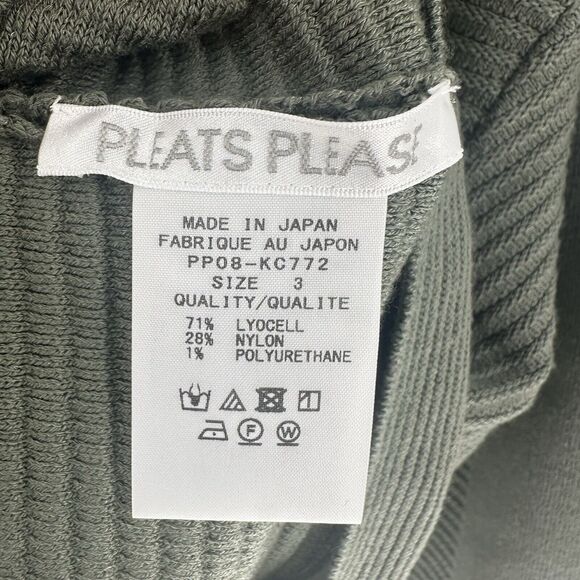 PLEATS PLEASE
MADE IN JAPAN
FABRIQUE AU JAPON
PP08-KC772
SIZE 3
QUALITY/QUALITE
71% LYOCELL
28% NYLON
1% POLYURETHANE
F W